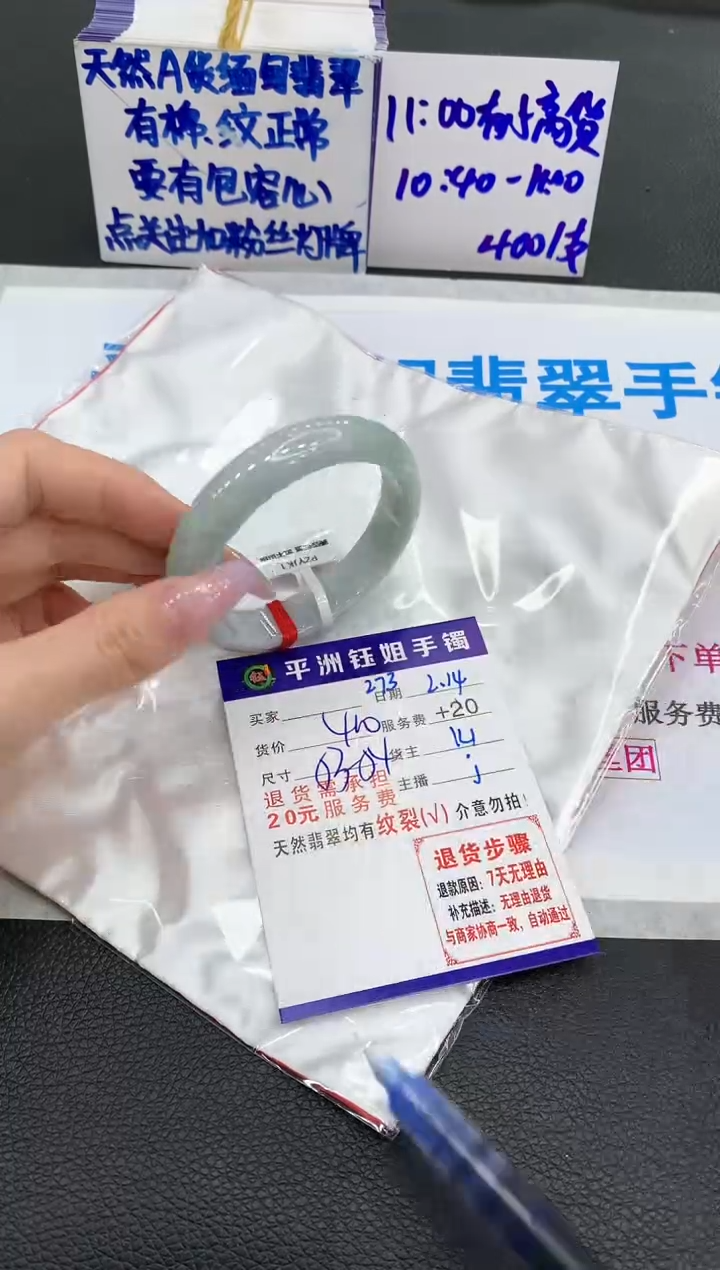 天然A货缅甸翡翠
有棉、纹正常
要有包容心
点关注加粉丝灯牌
11:00有场高货
10:40-11:00
400/支
翡翠手
下单
服务费
PZYJK1
平洲钰姐手镯
273
买家 日期 2.14
货价 400 服务费 +20
尺寸 货主 14
退货需承担 主播 j
20元服务费
天然翡翠均有纹裂(√) 介意勿拍!
退货步骤
退款原因: 7天无理由
补充描述: 无理由退货
与商家协商一致，自动通过